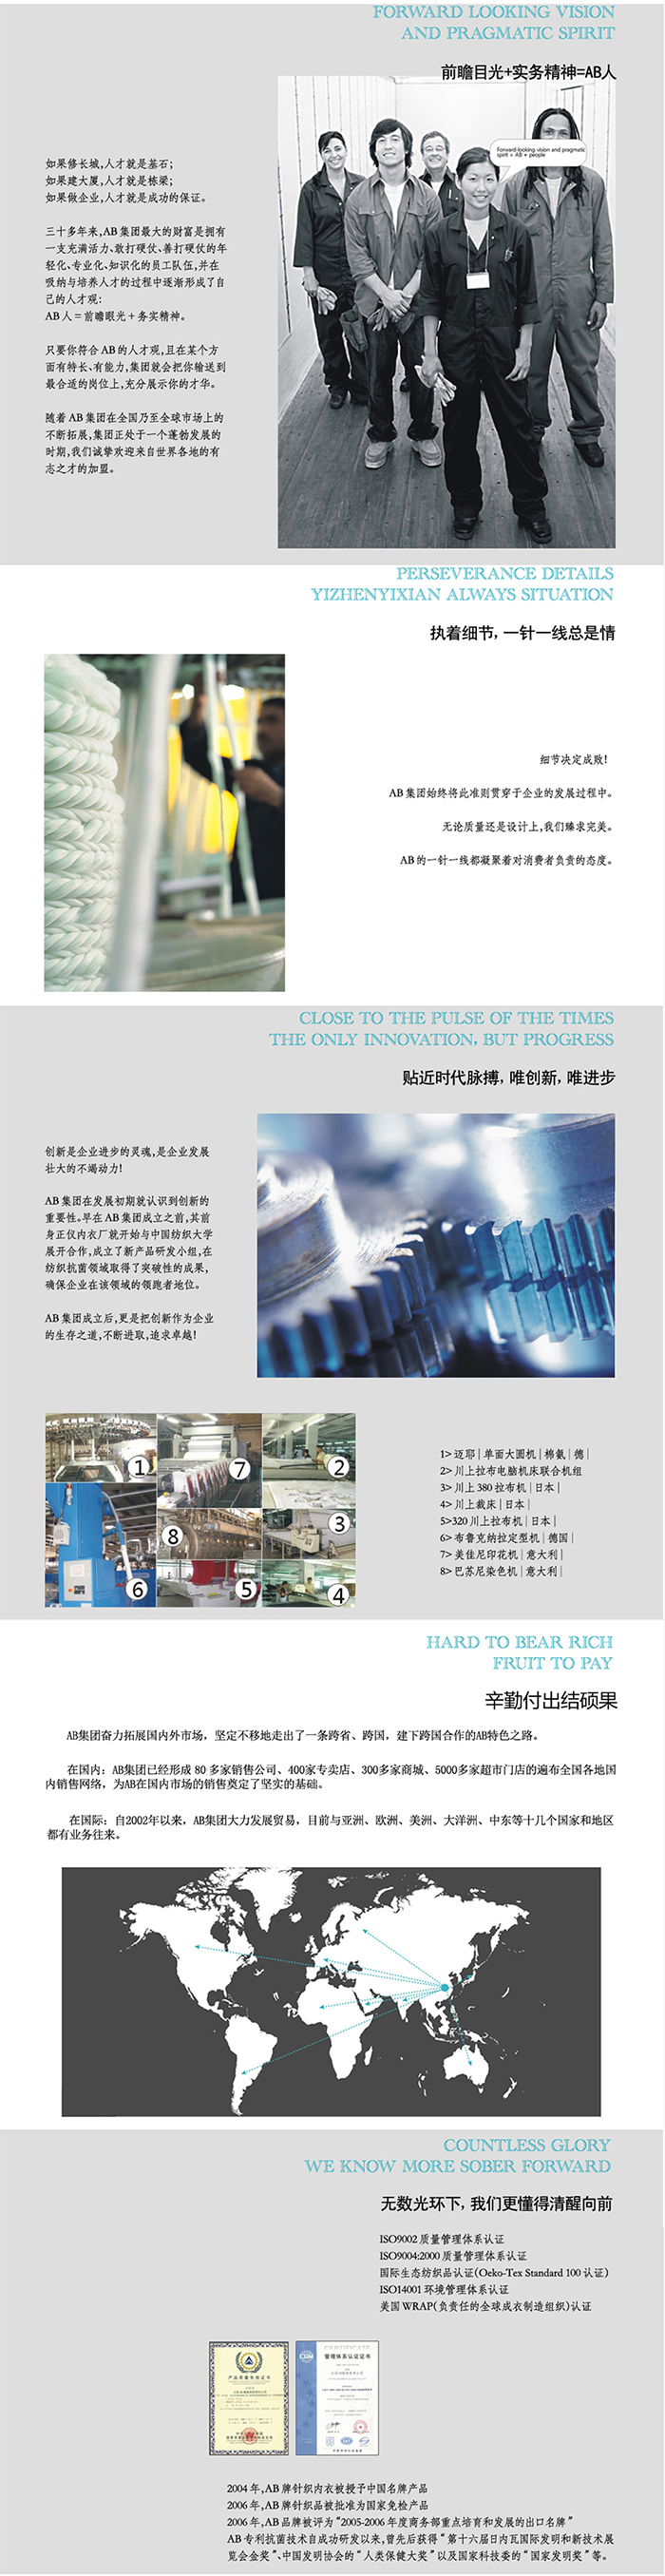 FORWARD LOOKING VISION
AND PRAGMATIC SPIRIT
前瞻目光+实务精神=AB人
Forward-looking vision and pragmatic
spirit = AB = people
如果修长城,人才就是基石;
如果建大厦,人才就是栋梁;
如果做企业,人才就是成功的保证。
三十多年来,AB集团最大的财富是拥有
一支充满活力、敢打硬仗、善打硬仗的年
轻化、专业化、知识化的员工队伍,并在
吸纳与培养人才的过程中逐渐形成了自
己的人才观:
AB人=前瞻眼光+务实精神。
只要你符合AB的人才观,且在某个方
面有特长、有能力,集团就会把你输送到
最合适的岗位上,充分展示你的才华。
随着AB集团在全国乃至全球市场上的
不断拓展,集团正处于一个蓬勃发展的
时期,我们诚挚欢迎来自世界各地的有
志之才的加盟。
PERSEVERANCE DETAILS
YIZHENYIXIAN ALWAYS SITUATION
执着细节,一针一线总是情
细节决定成败!
AB集团始终将此准则贯穿于企业的发展过程中。
无论质量还是设计上,我们臻求完美。
AB的一针一线都凝聚着对消费者负责的态度。
CLOSE TO THE PULSE OF THE TIMES
THE ONLY INNOVATION, BUT PROGRESS
贴近时代脉搏,唯创新,唯进步
创新是企业进步的灵魂,是企业发展
壮大的不竭动力!
AB集团在发展初期就认识到创新的
重要性。早在AB集团成立之前,其前
身正仪内衣厂就开始与中国纺织大学
展开合作,成立了新产品研发小组,在
纺织抗菌领域取得了突破性的成果,
确保企业在该领域的领跑者地位。
AB集团成立后,更是把创新作为企业
的生存之道,不断进取,追求卓越!
1 7 2
8 3
6 5 4
1> 迈耶|单面大圆机|棉氨|德|
2> 川上拉布电脑机床联合机组
3> 川上380拉布机|日本|
4> 川上裁床|日本|
5>320川上拉布机|日本|
6> 布鲁克纳拉定型机|德国|
7> 美佳尼印花机|意大利|
8> 巴苏尼染色机|意大利|
HARD TO BEAR RICH
FRUIT TO PAY
辛勤付出结硕果
AB集团奋力拓展国内外市场,坚定不移地走出了一条跨省、跨国,建下跨国合作的AB特色之路。
在国内:AB集团已经形成 80 多家销售公司、400家专卖店、300多家商城、5000多家超市门店的遍布全国各地国
内销售网络,为AB在国内市场的销售奠定了坚实的基础。
在国际:自2002年以来,AB集团大力发展贸易,目前与亚洲、欧洲、美洲、大洋洲、中东等十几个国家和地区
都有业务往来。
COUNTLESS GLORY
WE KNOW MORE SOBER FORWARD
无数光环下,我们更懂得清醒向前
ISO9002 质量管理体系认证
ISO9004:2000 质量管理体系认证
国际生态纺织品认证(Oeko-Tex Standard 100 认证)
ISO14001 环境管理体系认证
美国WRAP(负责任的全球成衣制造组织)认证
产品质量免检证书
CERTIFICATE
管理体系认证证书
CQM
2004年,AB牌针织内衣被授予中国名牌产品
2006年,AB牌针织品被批准为国家免检产品
2006年,AB品牌被评为“2005-2006年度商务部重点培育和发展的出口名牌”
AB专利抗菌技术自成功研发以来,曾先后获得“第十六届日内瓦国际发明和新技术展
览会金奖”、中国发明协会的“人类保健大奖”以及国家科技委的“国家发明奖”等。